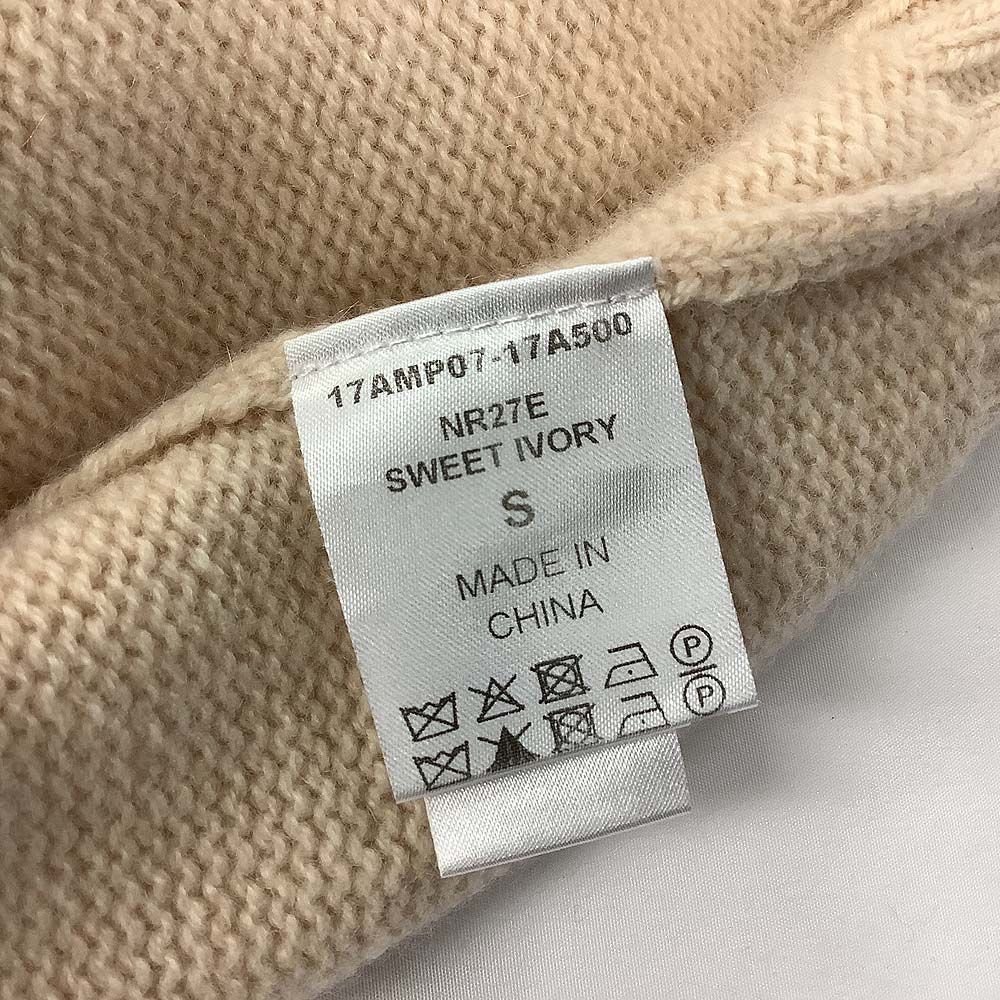 17AMP07-17A500
NR27E
SWEET IVORY
S
MADE IN
CHINA
P
P